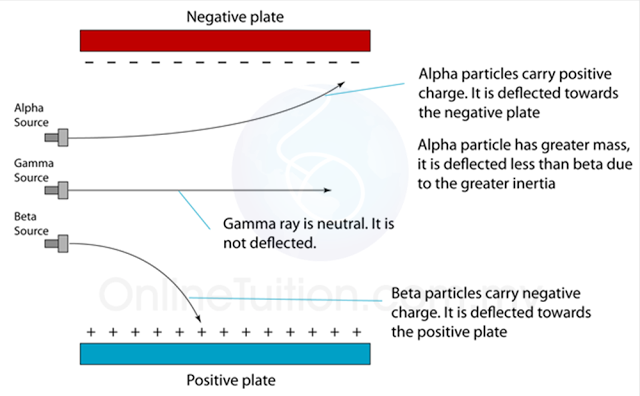 Negative plate
− − − − − − − − − − − − −
Alpha
Source
Alpha particles carry positive
charge. It is deflected towards
the negative plate
Alpha particle has greater mass,
it is deflected less than beta due
to the greater inertia
Gamma
Source
Gamma ray is neutral. It is
not deflected.
Beta
Source
Beta particles carry negative
charge. It is deflected towards
the positive plate
OnlineTuition.com.my
+ + + + + + + + + + + + +
Positive plate